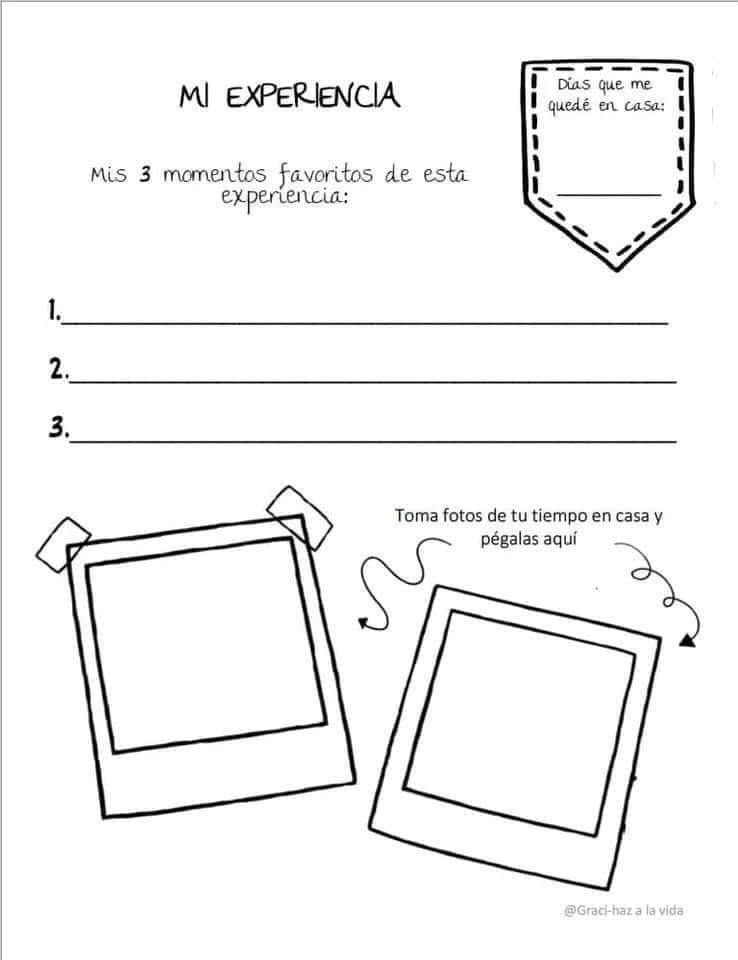 MI EXPERIENCIA
Días que me
quedé en casa:
Mis 3 momentos favoritos de esta
experiencia:
1.
2.
3.
Toma fotos de tu tiempo en casa y
pégalas aquí
@Graci-haz a la vida